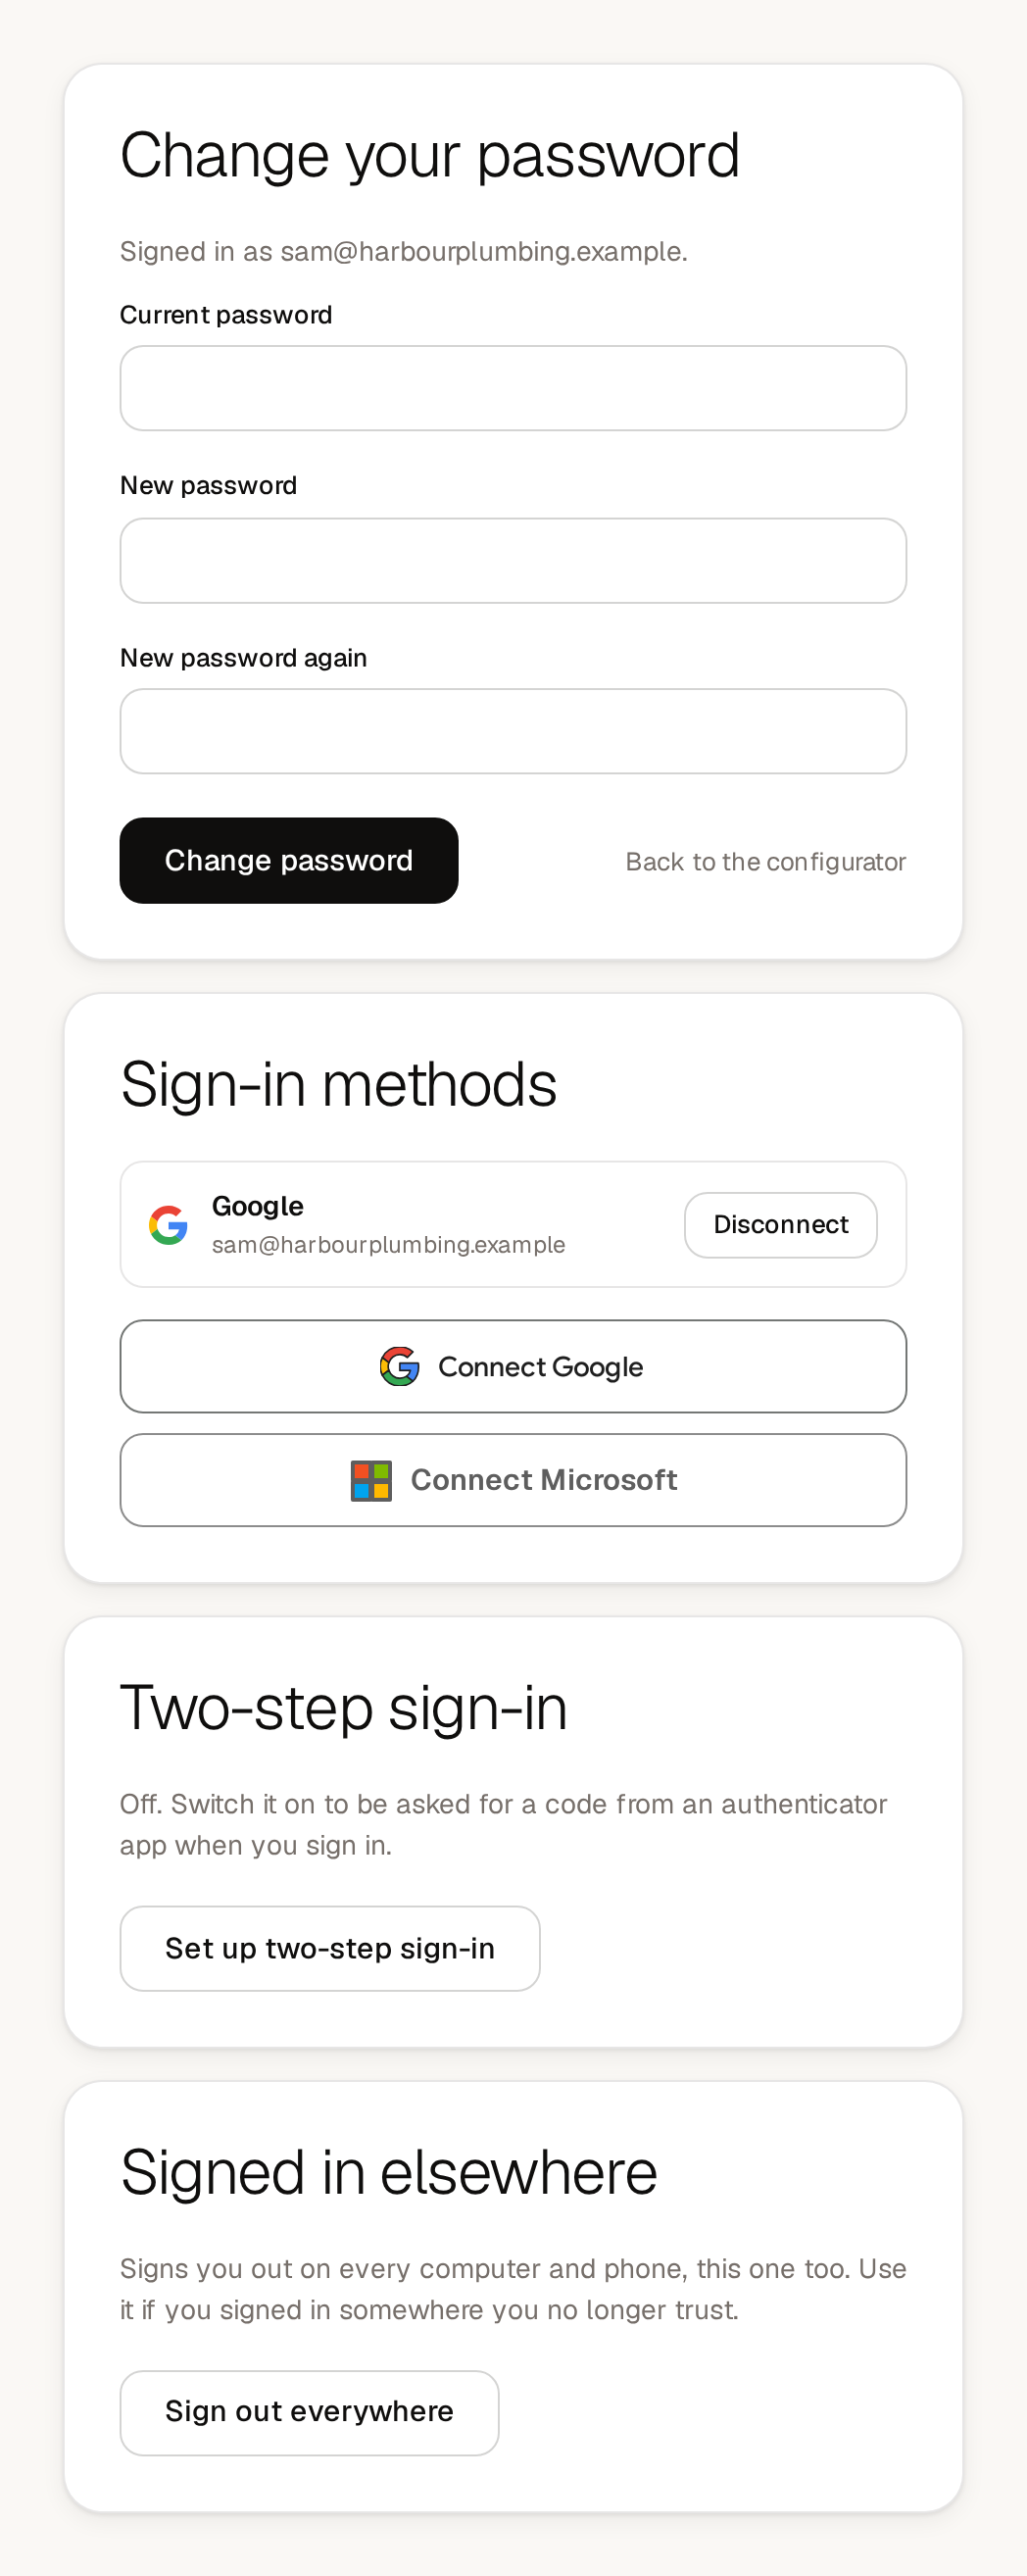 Change your password
Signed in as sam@harbourplumbing.example.
Current password
New password
New password again
Change password
Back to the configurator
Sign-in methods
Google
sam@harbourplumbing.example
Disconnect
Connect Google
Connect Microsoft
Two-step sign-in
Off. Switch it on to be asked for a code from an authenticator
app when you sign in.
Set up two-step sign-in
Signed in elsewhere
Signs you out on every computer and phone, this one too. Use
it if you signed in somewhere you no longer trust.
Sign out everywhere